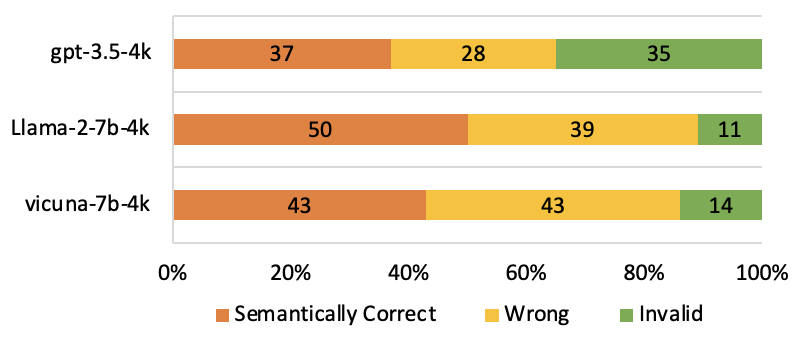 gpt-3.5-4k 37 28 35
Llama-2-7b-4k 50 39 11
vicuna-7b-4k 43 43 14
0% 20% 40% 60% 80% 100%
Semantically Correct Wrong Invalid